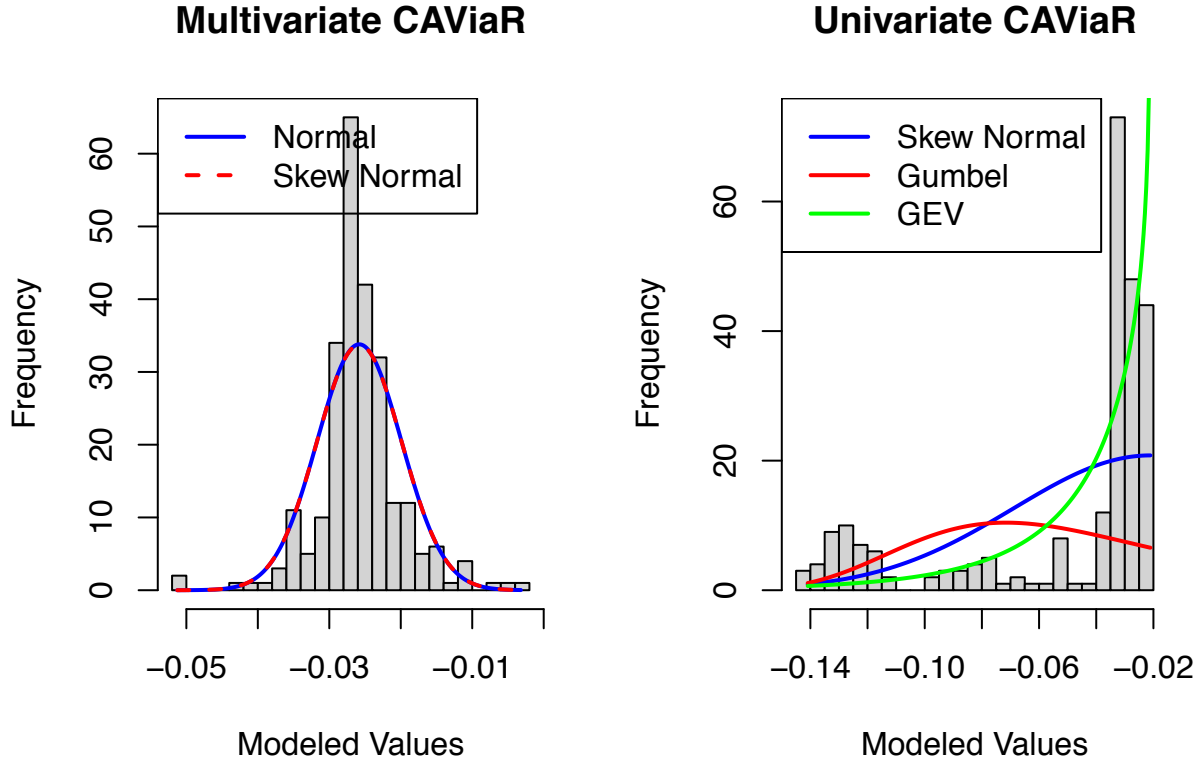 Multivariate CAViaR
Normal
Skew Normal
Frequency
0
10
20
30
40
50
60
−0.05
−0.03
−0.01
Modeled Values
Univariate CAViaR
Skew Normal
Gumbel
GEV
Frequency
0
20
40
60
−0.14
−0.10
−0.06
−0.02
Modeled Values